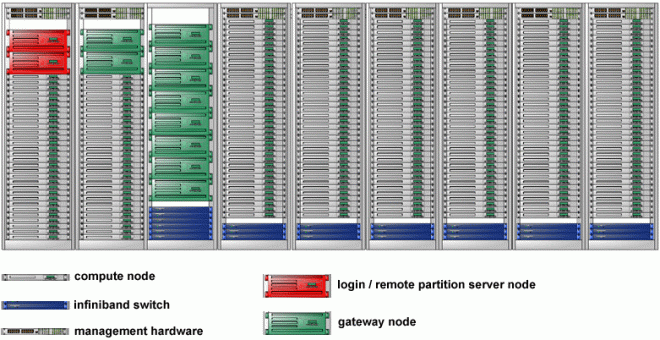 compute node
login / remote partition server node
infiniband switch
gateway node
management hardware